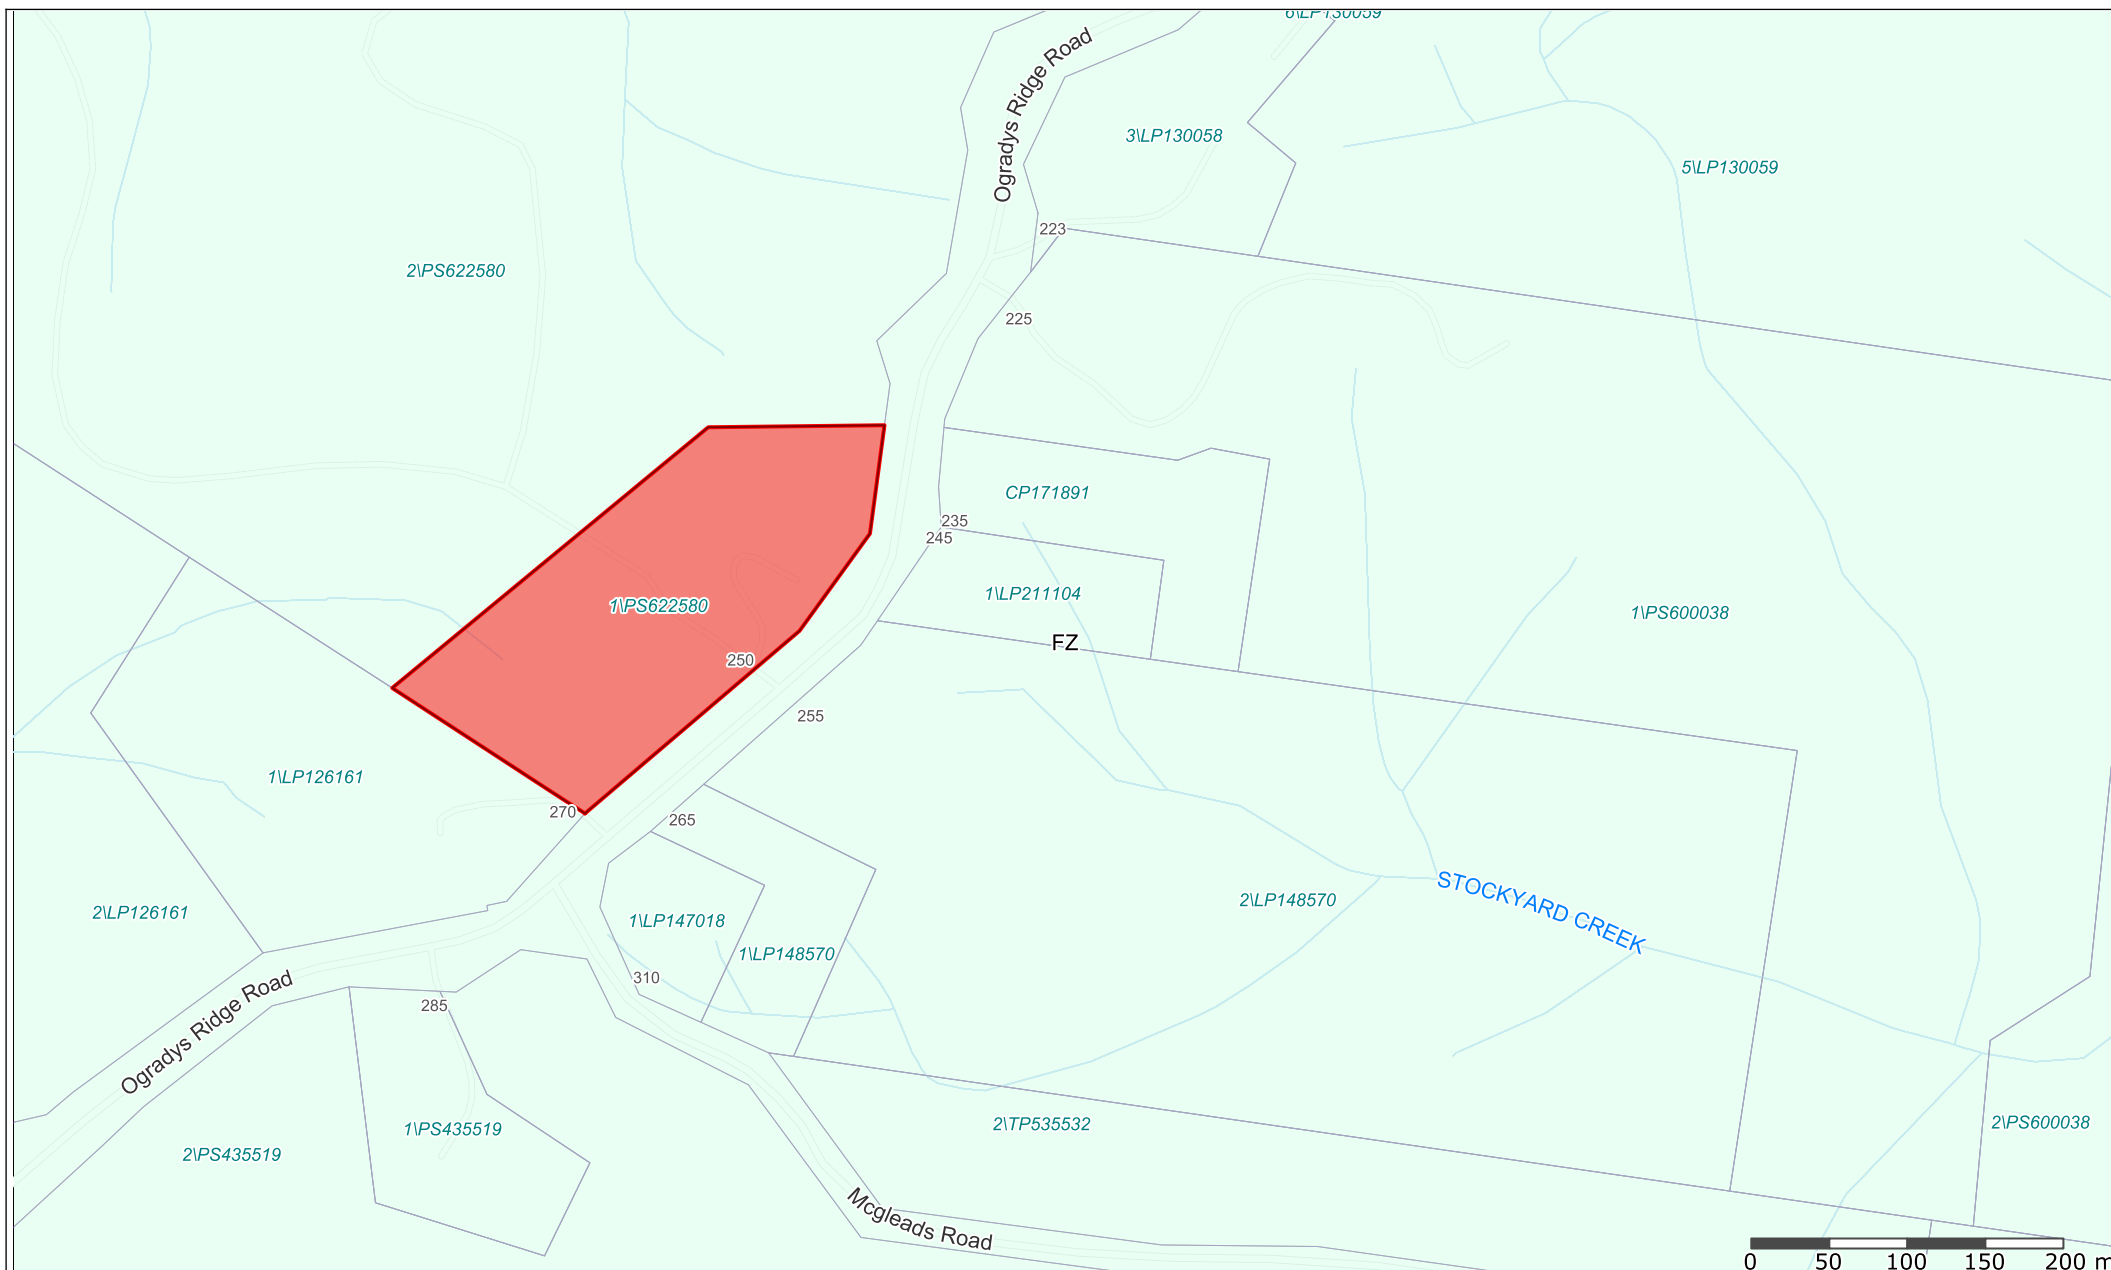 6\LP130059
Ogradys Ridge Road
3\LP130058
5\LP130059
223
2\PS622580
225
CP171891
235
245
1\LP211104
1\PS622580
1\PS600038
FZ
250
255
1\LP126161
270
265
STOCKYARD CREEK
2\LP148570
2\LP126161
1\LP147018
1\LP148570
310
Ogradys Ridge Road
285
2\TP535532
2\PS600038
1\PS435519
2\PS435519
Mcgleads Road
0 50 100 150 200 m